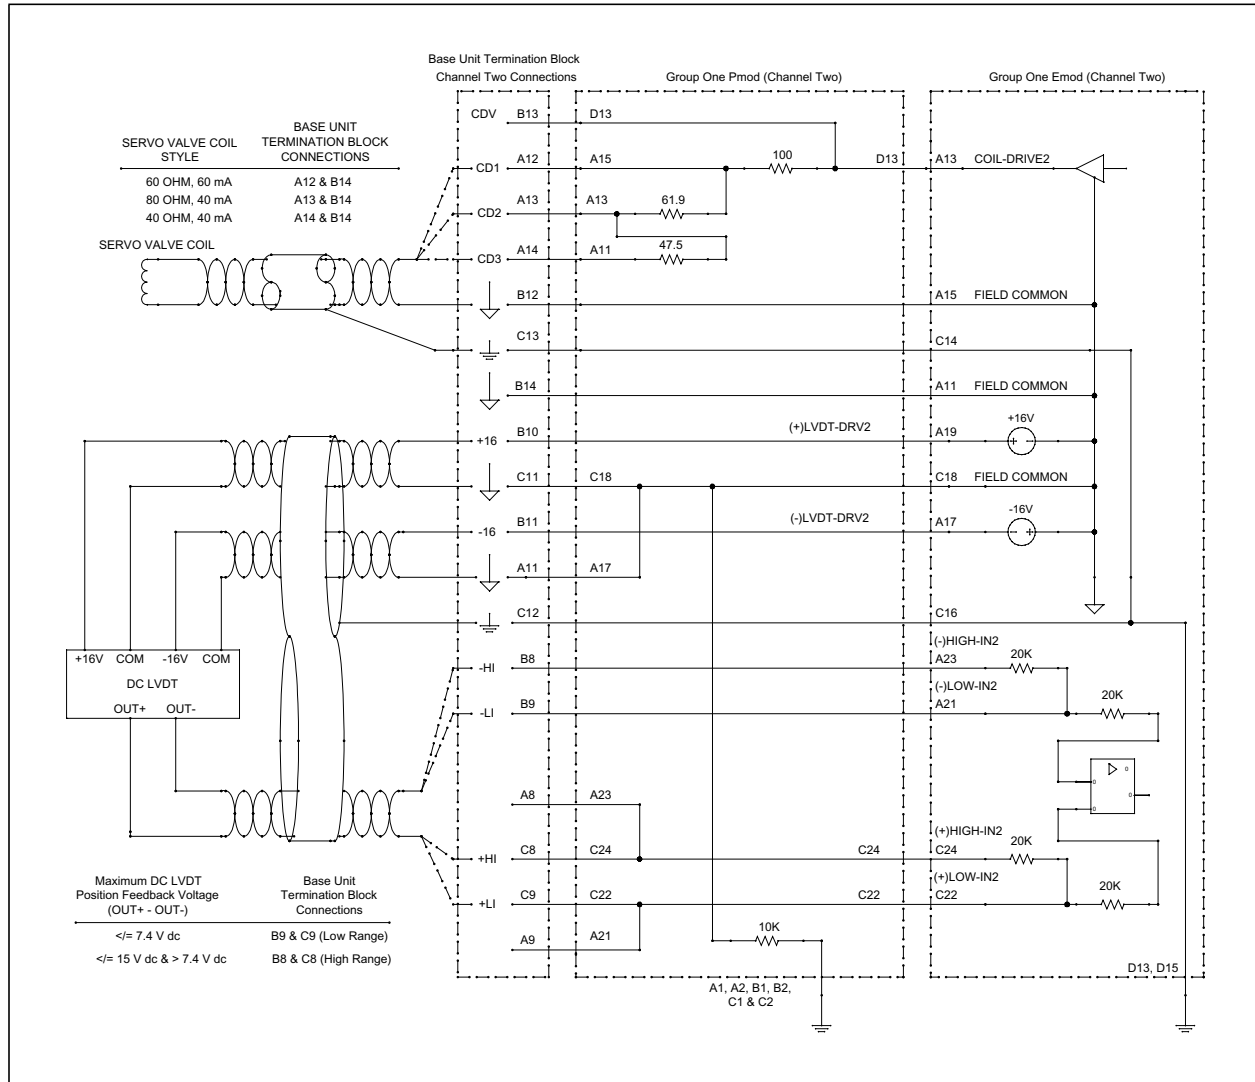 Base Unit Termination Block
Channel Two Connections
Group One Pmod (Channel Two)
Group One Emod (Channel Two)
SERVO VALVE COIL
STYLE
BASE UNIT
TERMINATION BLOCK
CONNECTIONS
60 OHM, 60 mA
A12 & B14
80 OHM, 40 mA
A13 & B14
40 OHM, 40 mA
A14 & B14
SERVO VALVE COIL
CDV
B13
D13
CD1
A12
A15
100
D13
A13
COIL-DRIVE2
CD2
A13
A13
61.9
CD3
A14
A11
47.5
B12
A15
FIELD COMMON
C13
C14
B14
A11
FIELD COMMON
+16
B10
(+)LVDT-DRV2
A19
+16V
+
-
C11
C18
C18
FIELD COMMON
-16
B11
(-)LVDT-DRV2
A17
-16V
-
+
A11
A17
C12
C16
+16V
COM
-16V
COM
DC LVDT
OUT+
OUT-
-HI
B8
(-)HIGH-IN2
A23
20K
-LI
B9
(-)LOW-IN2
A21
20K
0
0
0
0
A8
A23
+HI
C8
C24
C24
(+)HIGH-IN2
C24
20K
+LI
C9
C22
C22
(+)LOW-IN2
C22
20K
A9
A21
10K
Maximum DC LVDT
Position Feedback Voltage
(OUT+ - OUT-)
Base Unit
Termination Block
Connections
</= 7.4 V dc
B9 & C9 (Low Range)
</= 15 V dc & > 7.4 V dc
B8 & C8 (High Range)
A1, A2, B1, B2,
C1 & C2
D13, D15